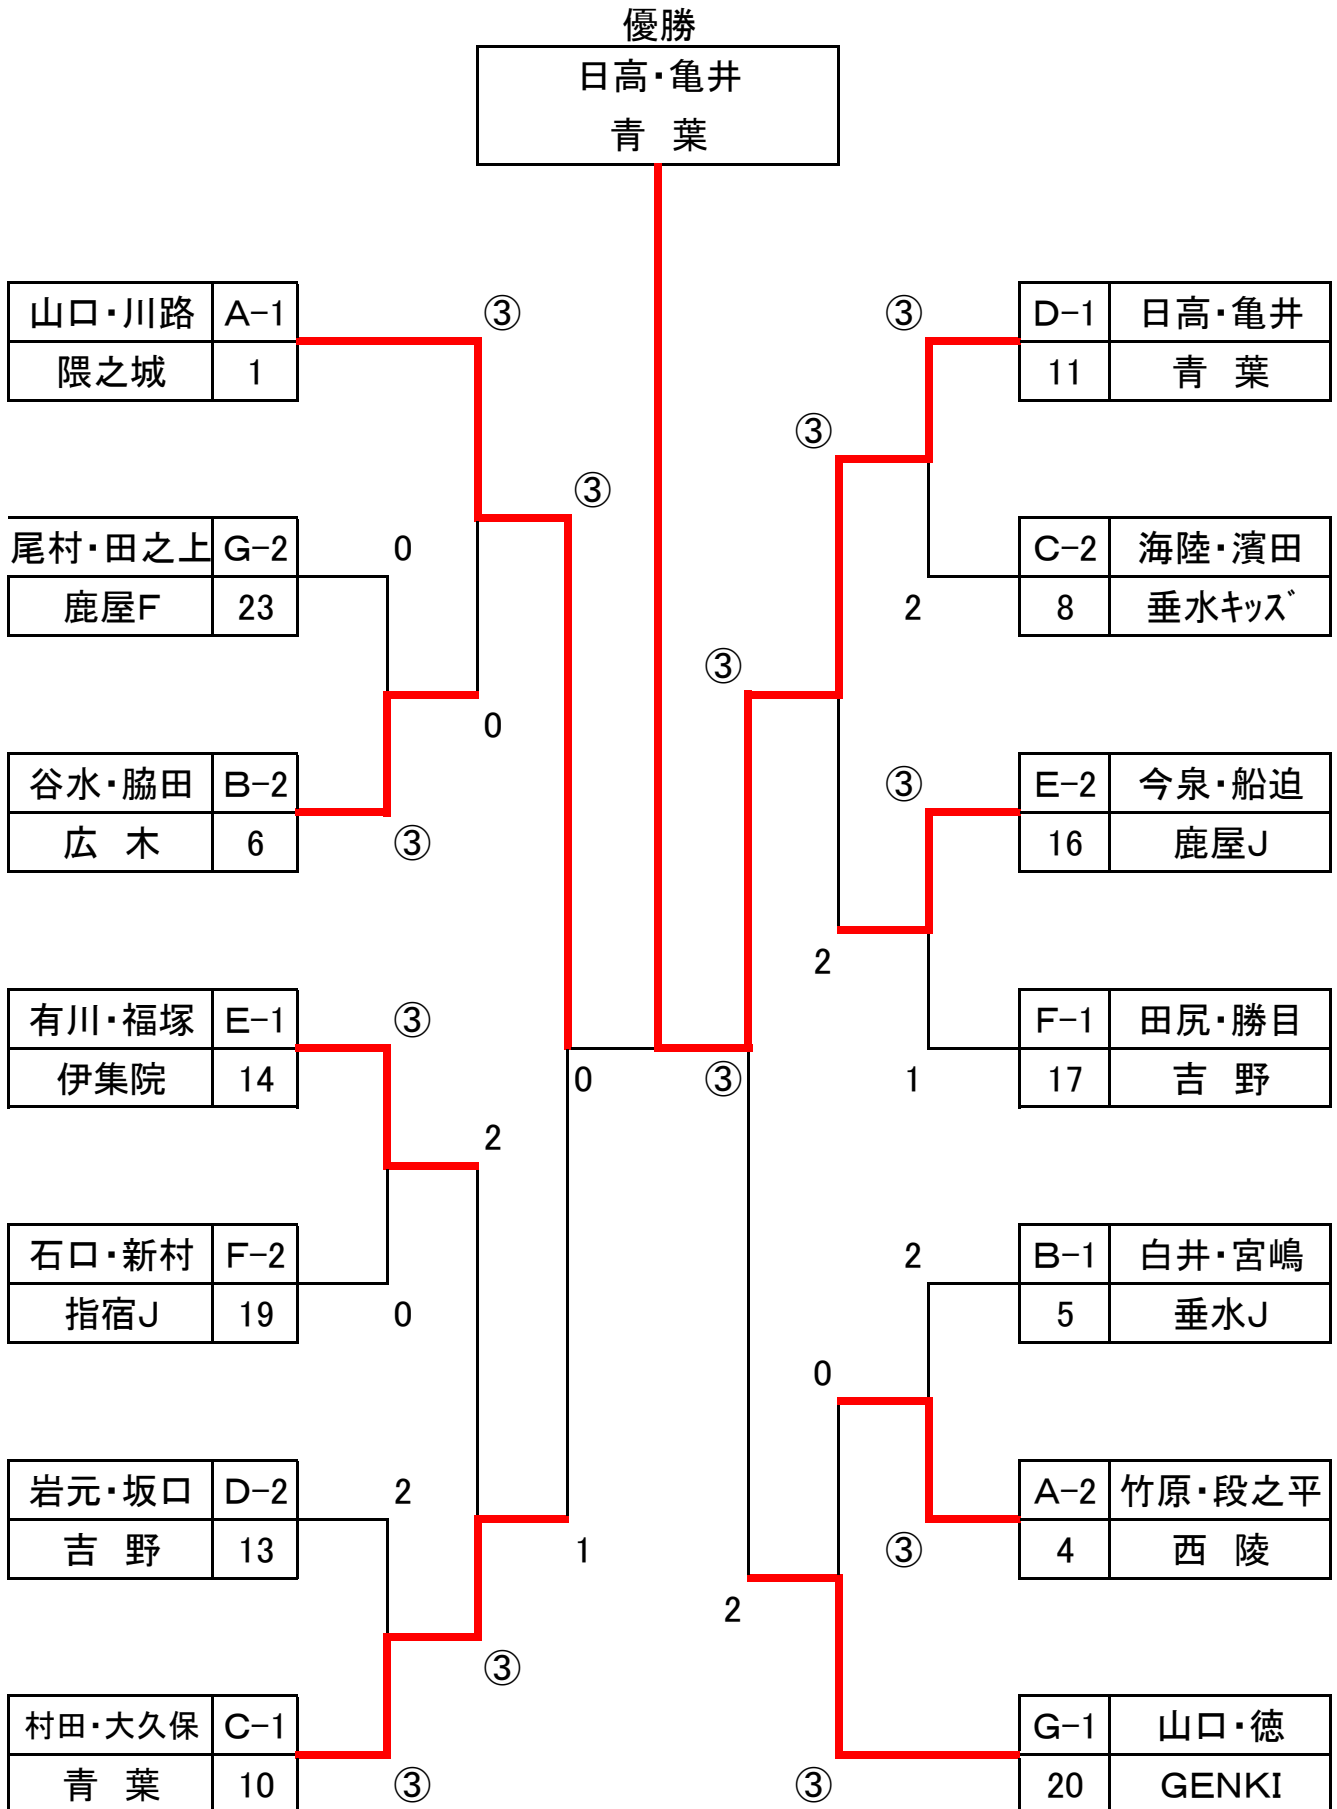 優勝
日高・亀井
青 葉
山口・川路 A-1 ③ ③ D-1 日高・亀井
隈之城 1 11 青 葉
③
③
尾村・田之上 G-2 0 C-2 海陸・濱田
鹿屋F 23 2 8 垂水キッズ
③
0
谷水・脇田 B-2 ③ E-2 今泉・船迫
広 木 6 ③ 16 鹿屋J
2
有川・福塚 E-1 ③ F-1 田尻・勝目
伊集院 14 0 ③ 1 17 吉 野
2
石口・新村 F-2 2 B-1 白井・宮嶋
指宿J 19 0 5 垂水J
0
岩元・坂口 D-2 2 A-2 竹原・段之平
吉 野 13 1 ③ 4 西 陵
2
③
村田・大久保 C-1 G-1 山口・徳
青 葉 10 ③ ③ 20 GENKI